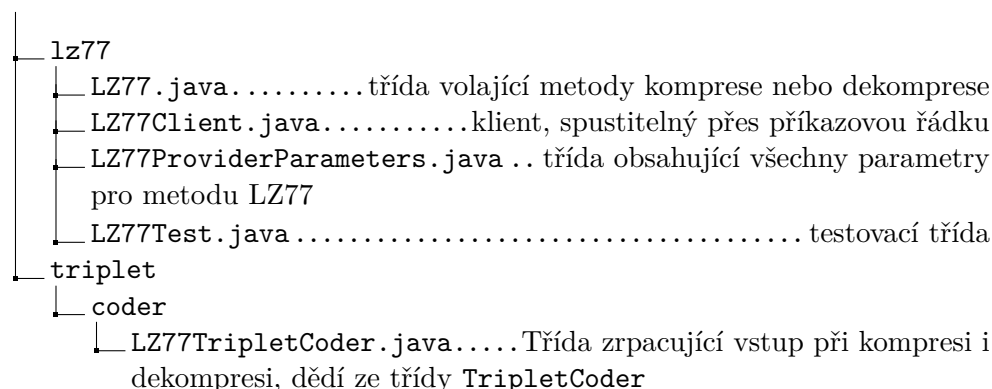 lz77
LZ77.java..........třída volající metody komprese nebo dekomprese
LZ77Client.java...........klient, spustitelný přes příkazovou řádku
LZ77ProviderParameters.java .. třída obsahující všechny parametry
pro metodu LZ77
LZ77Test.java ...................................... testovací třída
triplet
coder
LZ77TripletCoder.java.....Třída zrpacující vstup při kompresi i
dekompresi, dědí ze třídy TripletCoder